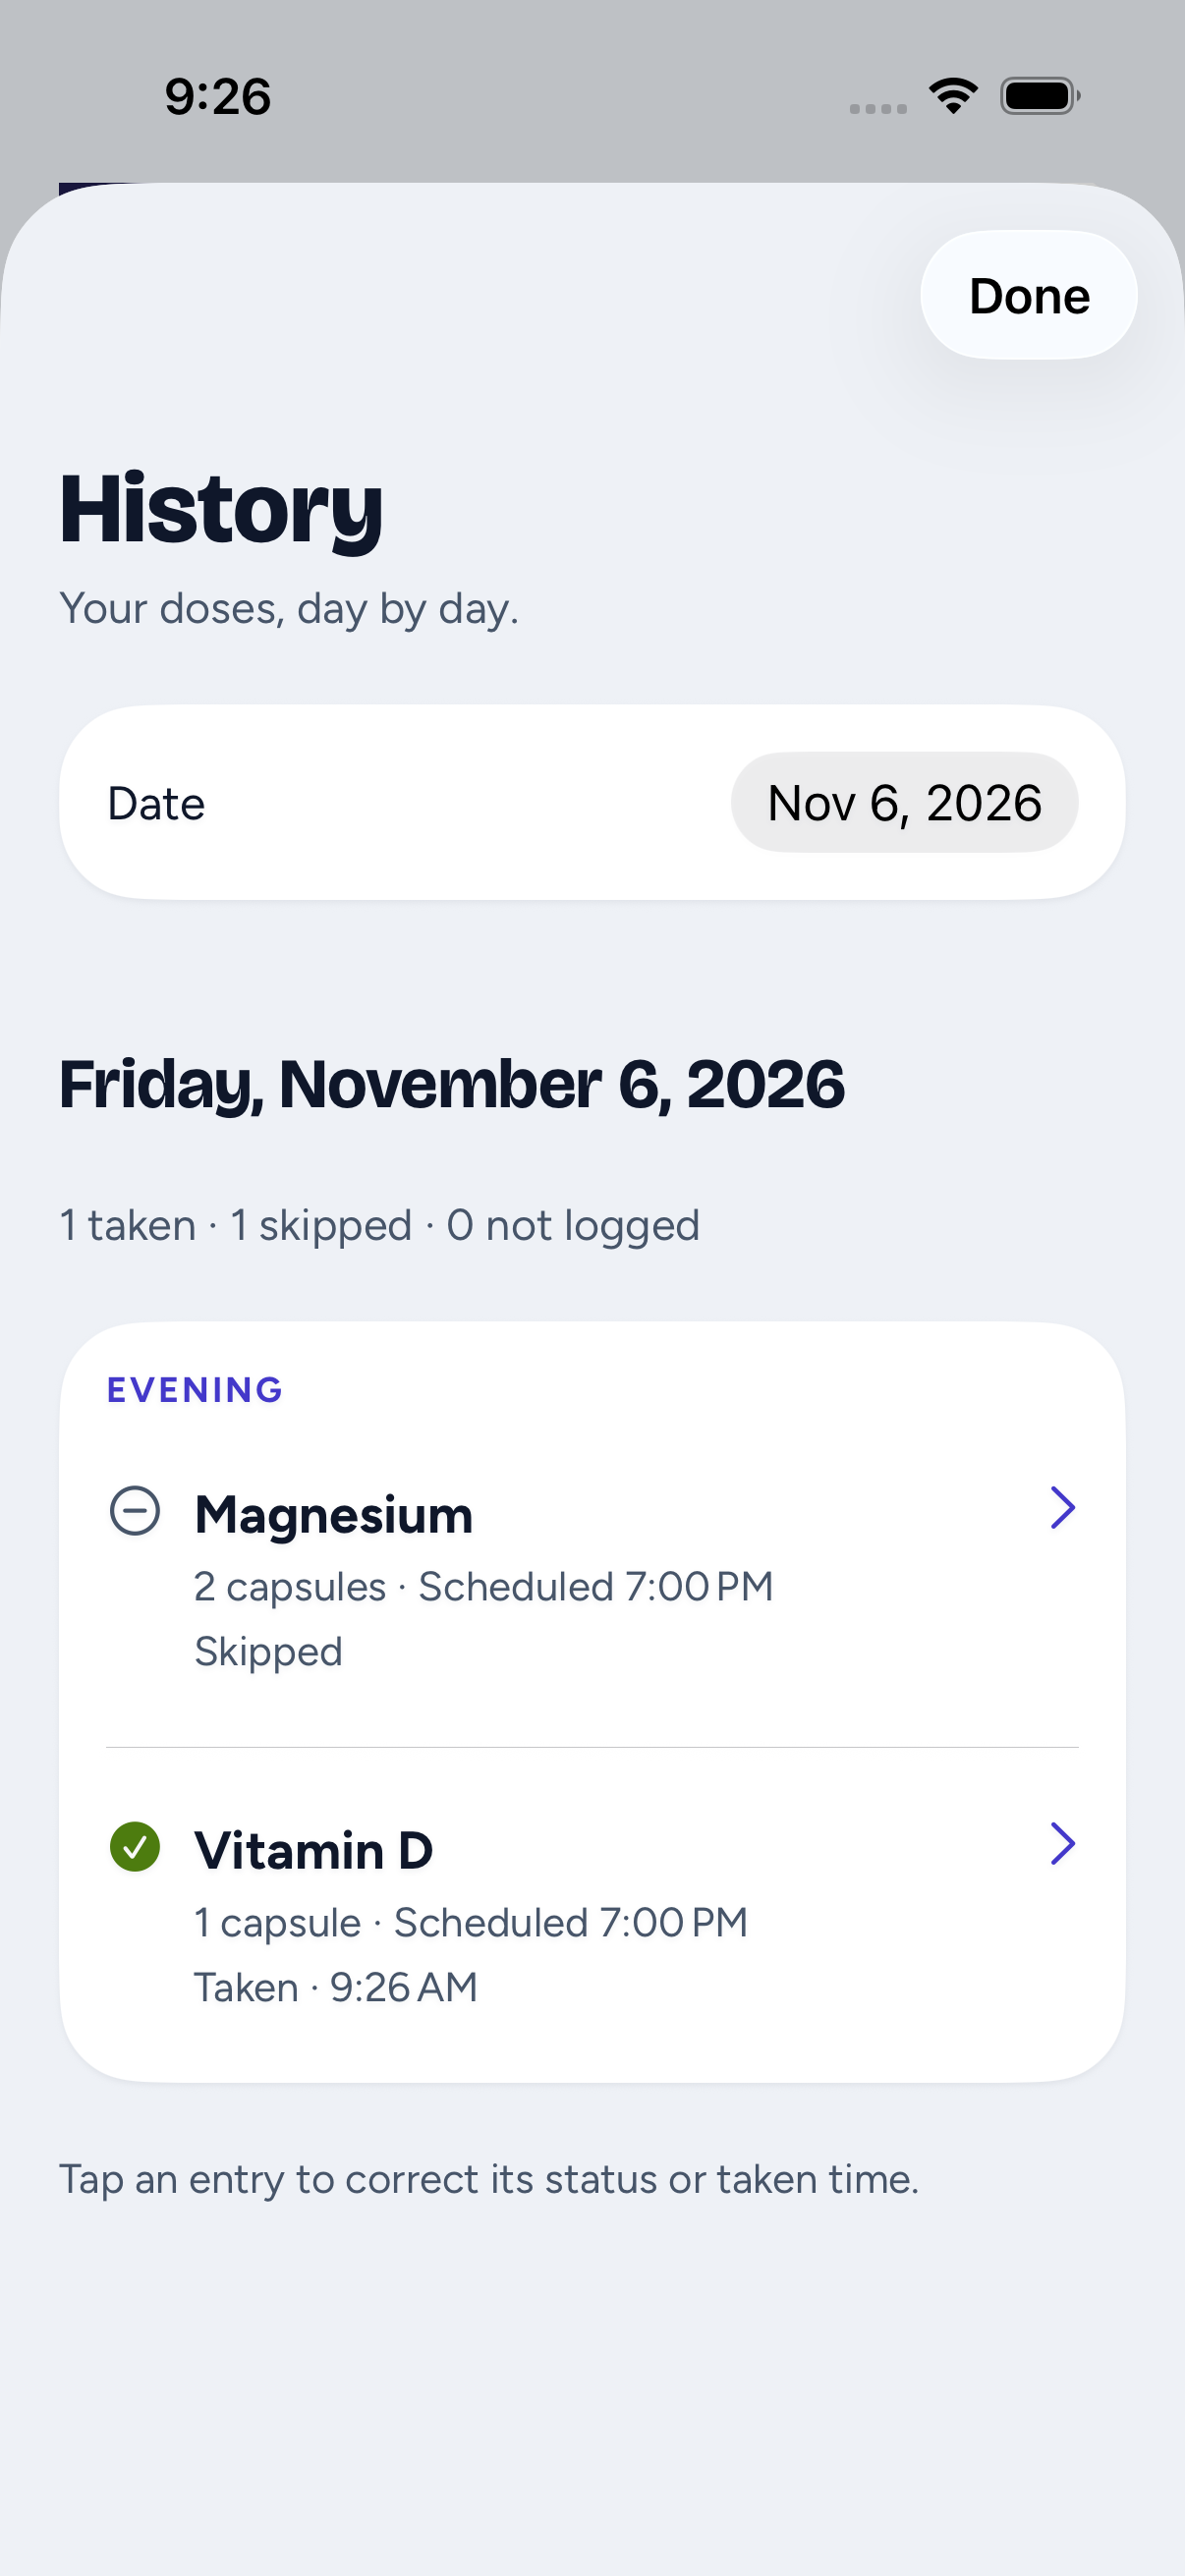 9:26
Done
History
Your doses, day by day.
Date
Nov 6, 2026
Friday, November 6, 2026
1 taken · 1 skipped · 0 not logged
EVENING
Magnesium
2 capsules · Scheduled 7:00 PM
Skipped
Vitamin D
1 capsule · Scheduled 7:00 PM
Taken · 9:26 AM
Tap an entry to correct its status or taken time.